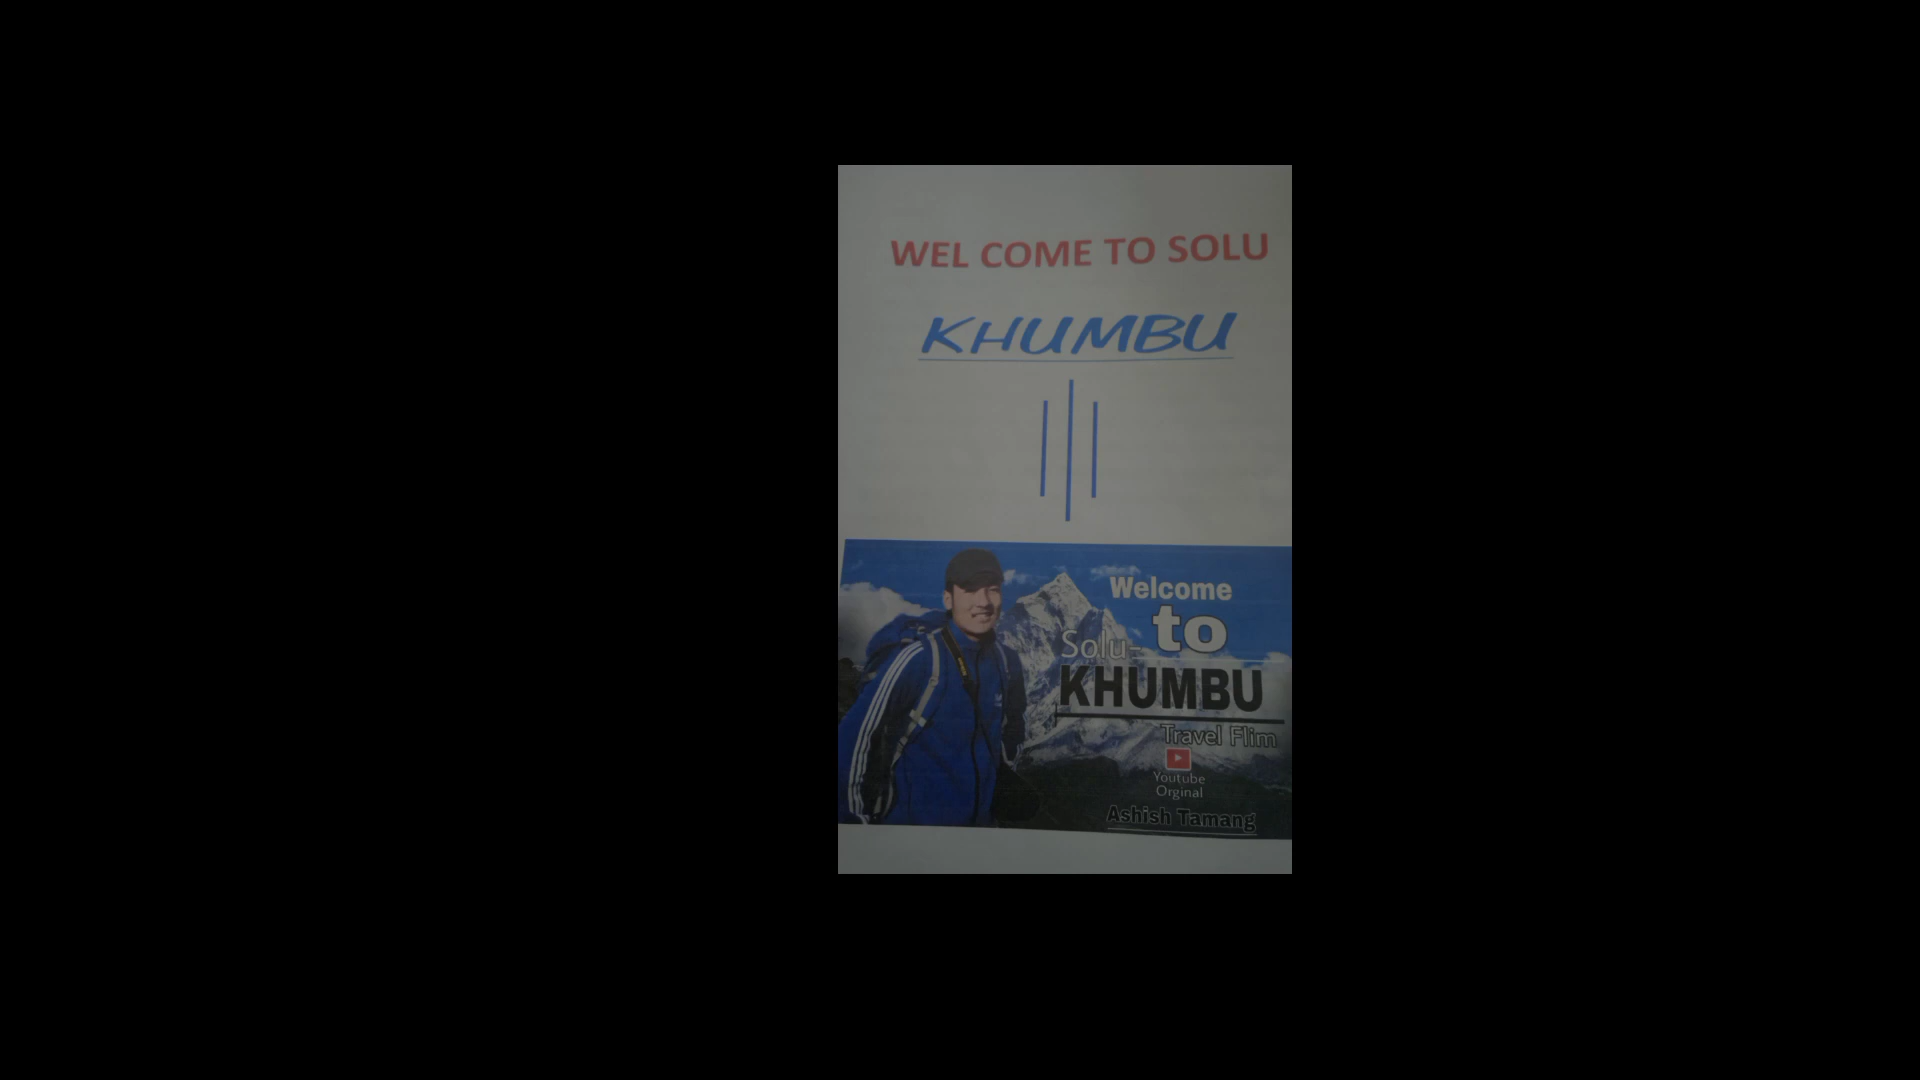 WEL COME TO SOLU
KHUMBU
Welcome
to
Solu-
KHUMBU
Travel Flim
Youtube
Orginal
Ashish Tamang